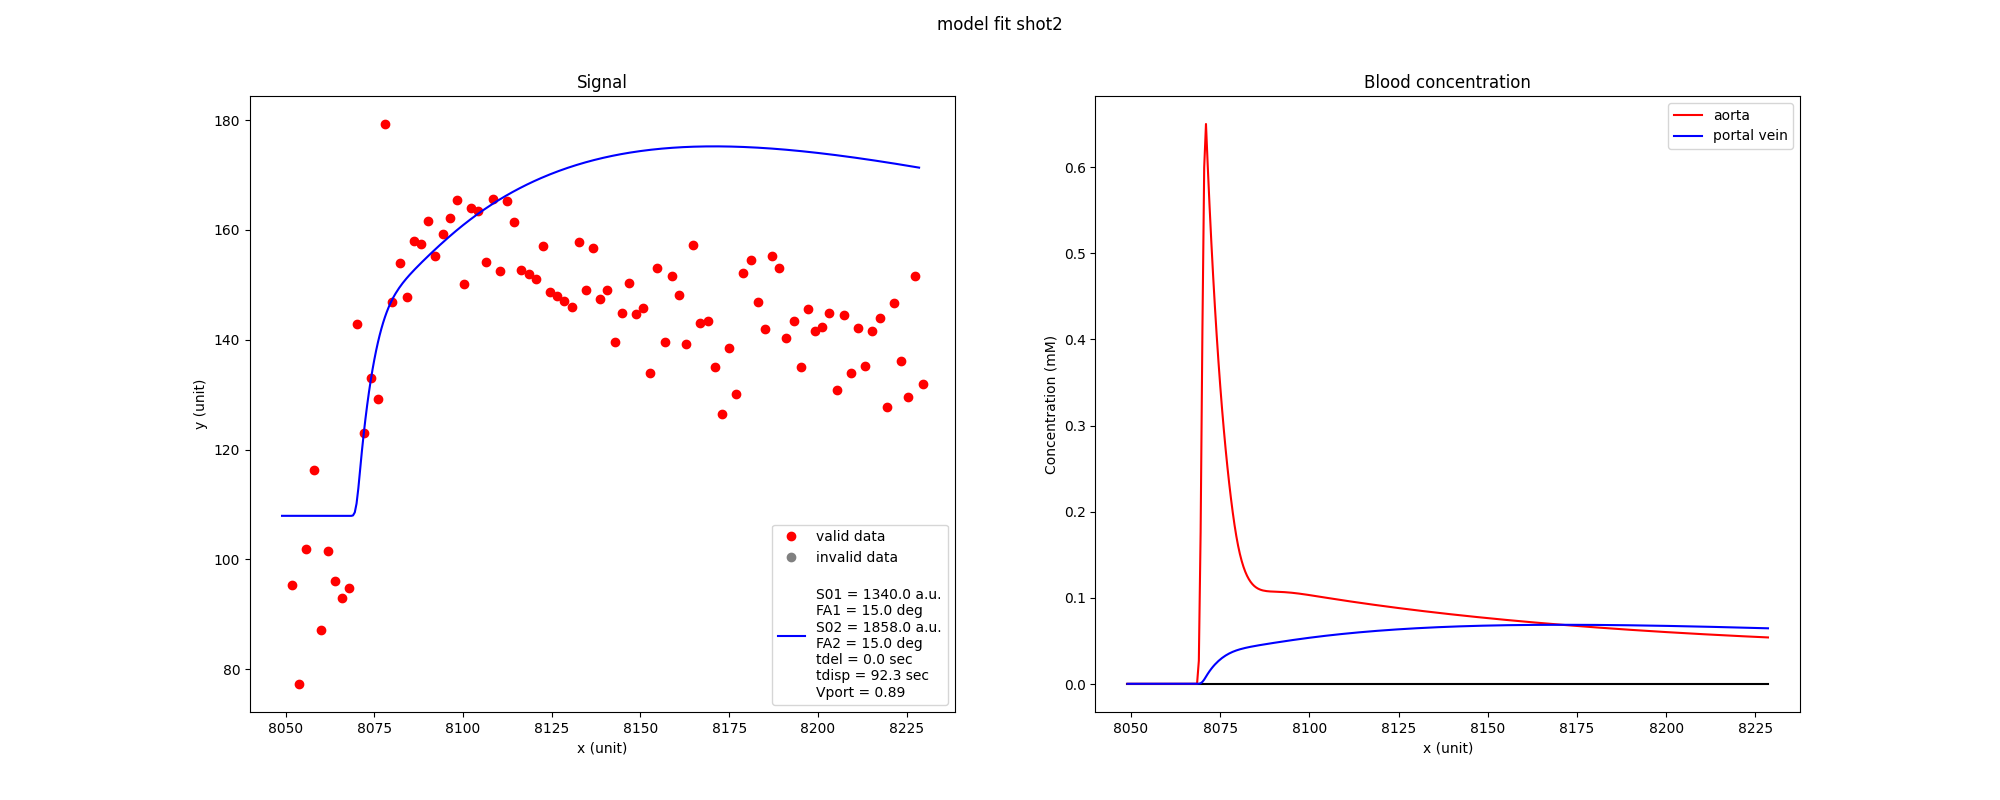 model fit shot2
Signal
180
160
140
120
100
80
y (unit)
8050 8075 8100 8125 8150 8175 8200 8225
x (unit)
valid data
invalid data
S01 = 1340.0 a.u.
FA1 = 15.0 deg
S02 = 1858.0 a.u.
FA2 = 15.0 deg
tdel = 0.0 sec
tdisp = 92.3 sec
Vport = 0.89
Blood concentration
aorta
portal vein
0.6
0.5
0.4
0.3
0.2
0.1
0.0
Concentration (mM)
8050 8075 8100 8125 8150 8175 8200 8225
x (unit)